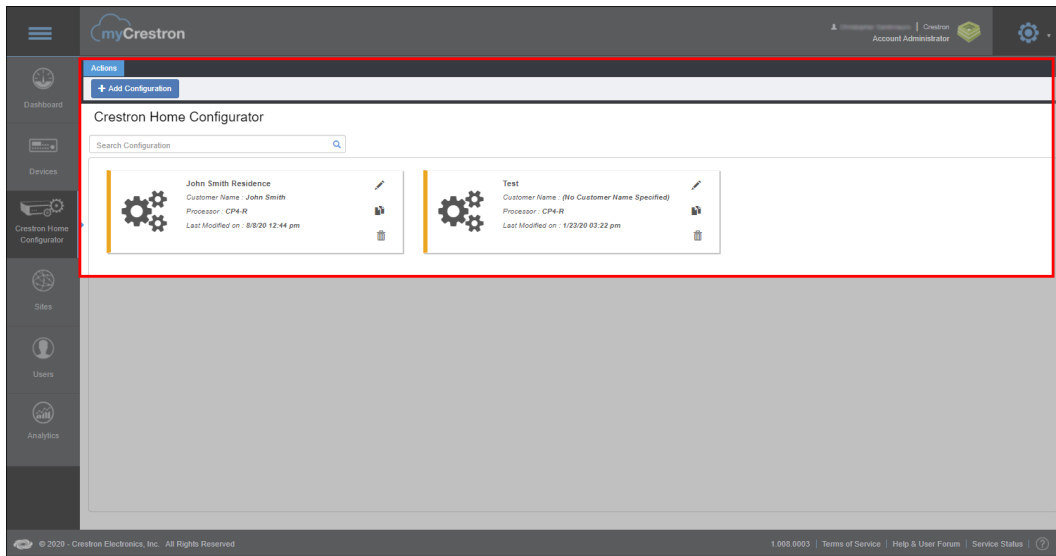 myCrestron
Crestron
Account Administrator
Actions
+ Add Configuration
Dashboard
Crestron Home Configurator
Search Configuration
Devices
John Smith Residence
Customer Name : John Smith
Processor : CP4-R
Last Modified on : 8/8/20 12:44 pm
Test
Customer Name : (No Customer Name Specified)
Processor : CP4-R
Last Modified on : 1/23/20 03:22 pm
Crestron Home
Configurator
Sites
Users
Analytics
© 2020 - Crestron Electronics, Inc. All Rights Reserved
1.008.0003 | Terms of Service | Help & User Forum | Service Status | ?